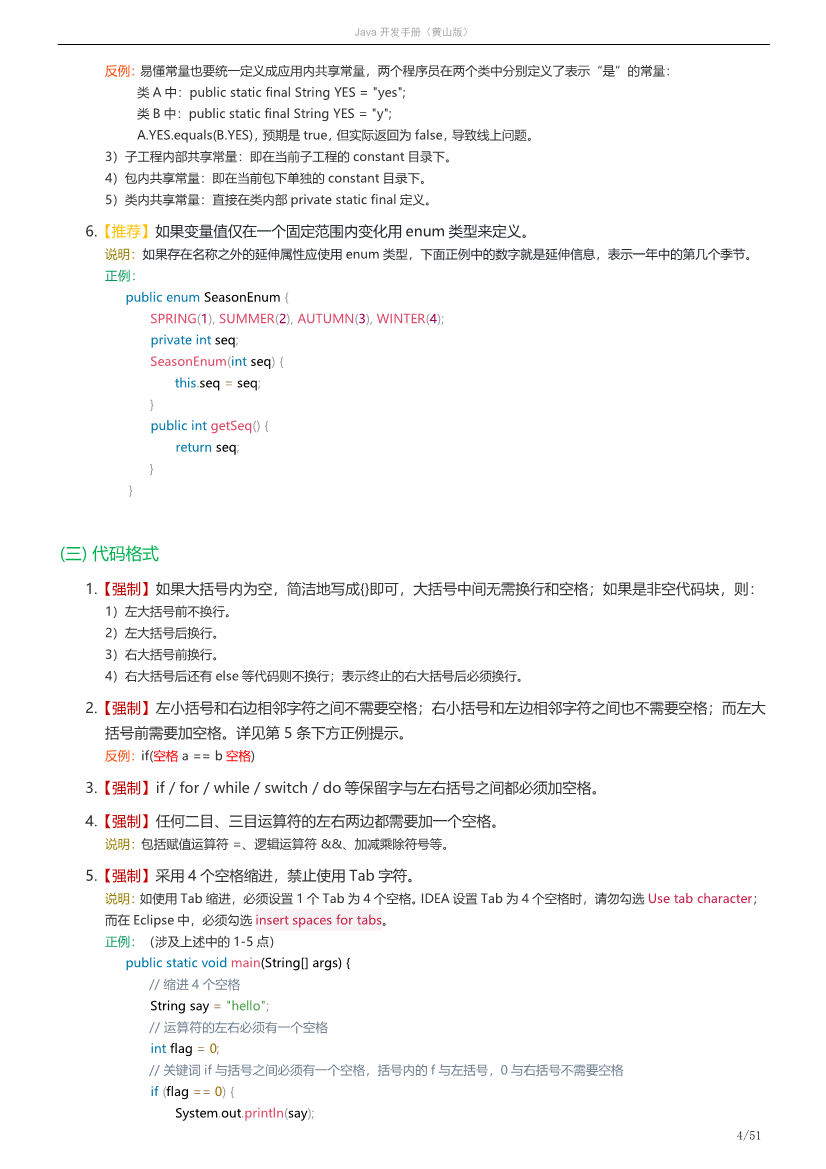 Java 开发手册（黄山版）
反例：易懂常量也要统一定义成应用内共享常量，两个程序员在两个类中分别定义了表示“是”的常量：
类 A 中：public static final String YES = "yes";
类 B 中：public static final String YES = "y";
A.YES.equals(B.YES)，预期是 true，但实际返回为 false，导致线上问题。
3）子工程内部共享常量：即在当前子工程的 constant 目录下。
4）包内共享常量：即在当前包下单独的 constant 目录下。
5）类内共享常量：直接在类内部 private static final 定义。
6.【推荐】如果变量值仅在一个固定范围内变化用 enum 类型来定义。
说明：如果存在名称之外的延伸属性应使用 enum 类型，下面正例中的数字就是延伸信息，表示一年中的第几个季节。
正例：
public enum SeasonEnum {
SPRING(1), SUMMER(2), AUTUMN(3), WINTER(4);
private int seq;
SeasonEnum(int seq) {
this.seq = seq;
}
public int getSeq() {
return seq;
}
}
(三) 代码格式
1.【强制】如果大括号内为空，简洁地写成{}即可，大括号中间无需换行和空格；如果是非空代码块，则：
1）左大括号前不换行。
2）左大括号后换行。
3）右大括号前换行。
4）右大括号后还有 else 等代码则不换行；表示终止的右大括号后必须换行。
2.【强制】左小括号和右边相邻字符之间不需要空格；右小括号和左边相邻字符之间也不需要空格；而左大
括号前需要加空格。详见第 5 条下方正例提示。
反例：if(空格 a == b 空格)
3.【强制】if / for / while / switch / do 等保留字与左右括号之间都必须加空格。
4.【强制】任何二目、三目运算符的左右两边都需要加一个空格。
说明：包括赋值运算符 =、逻辑运算符 &&、加减乘除符号等。
5.【强制】采用 4 个空格缩进，禁止使用 Tab 字符。
说明：如使用 Tab 缩进，必须设置 1 个 Tab 为 4 个空格。IDEA 设置 Tab 为 4 个空格时，请勿勾选 Use tab character；
而在 Eclipse 中，必须勾选 insert spaces for tabs。
正例：（涉及上述中的 1-5 点）
public static void main(String[] args) {
// 缩进 4 个空格
String say = "hello";
// 运算符的左右必须有一个空格
int flag = 0;
// 关键词 if 与括号之间必须有一个空格，括号内的 f 与左括号，0 与右括号不需要空格
if (flag == 0) {
System.out.println(say);
4/51